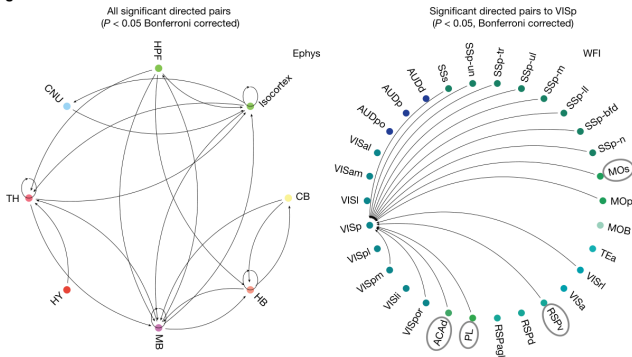 All significant directed pairs
(P < 0.05 Bonferroni corrected)
Ephys
HPF
CNU
Isocortex
TH
CB
HY
HB
MB
Significant directed pairs to VISp
(P < 0.05, Bonferroni corrected)
WFI
SSs
SSp-un
SSp-tr
SSp-ul
SSp-m
SSp-ll
SSp-bfd
SSp-n
MOs
MOp
MOB
TEa
VISrl
VISa
RSPv
RSPd
RSPagl
PL
ACAd
VISpor
VISli
VISpm
VISpl
VISp
VISl
VISam
VISal
AUDpo
AUDp
AUDd